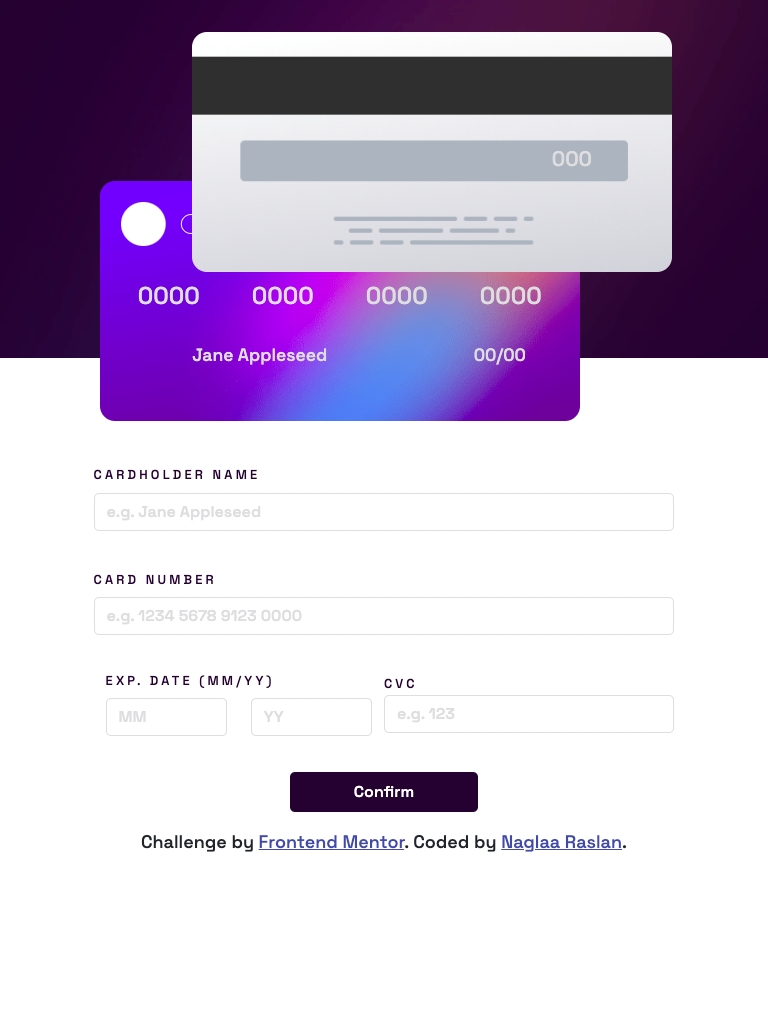 000
0000 0000 0000 0000
Jane Appleseed 00/00
CARDHOLDER NAME
e.g. Jane Appleseed
CARD NUMBER
e.g. 1234 5678 9123 0000
EXP. DATE (MM/YY) CVC
MM YY e.g. 123
Confirm
Challenge by Frontend Mentor. Coded by Naglaa Raslan.